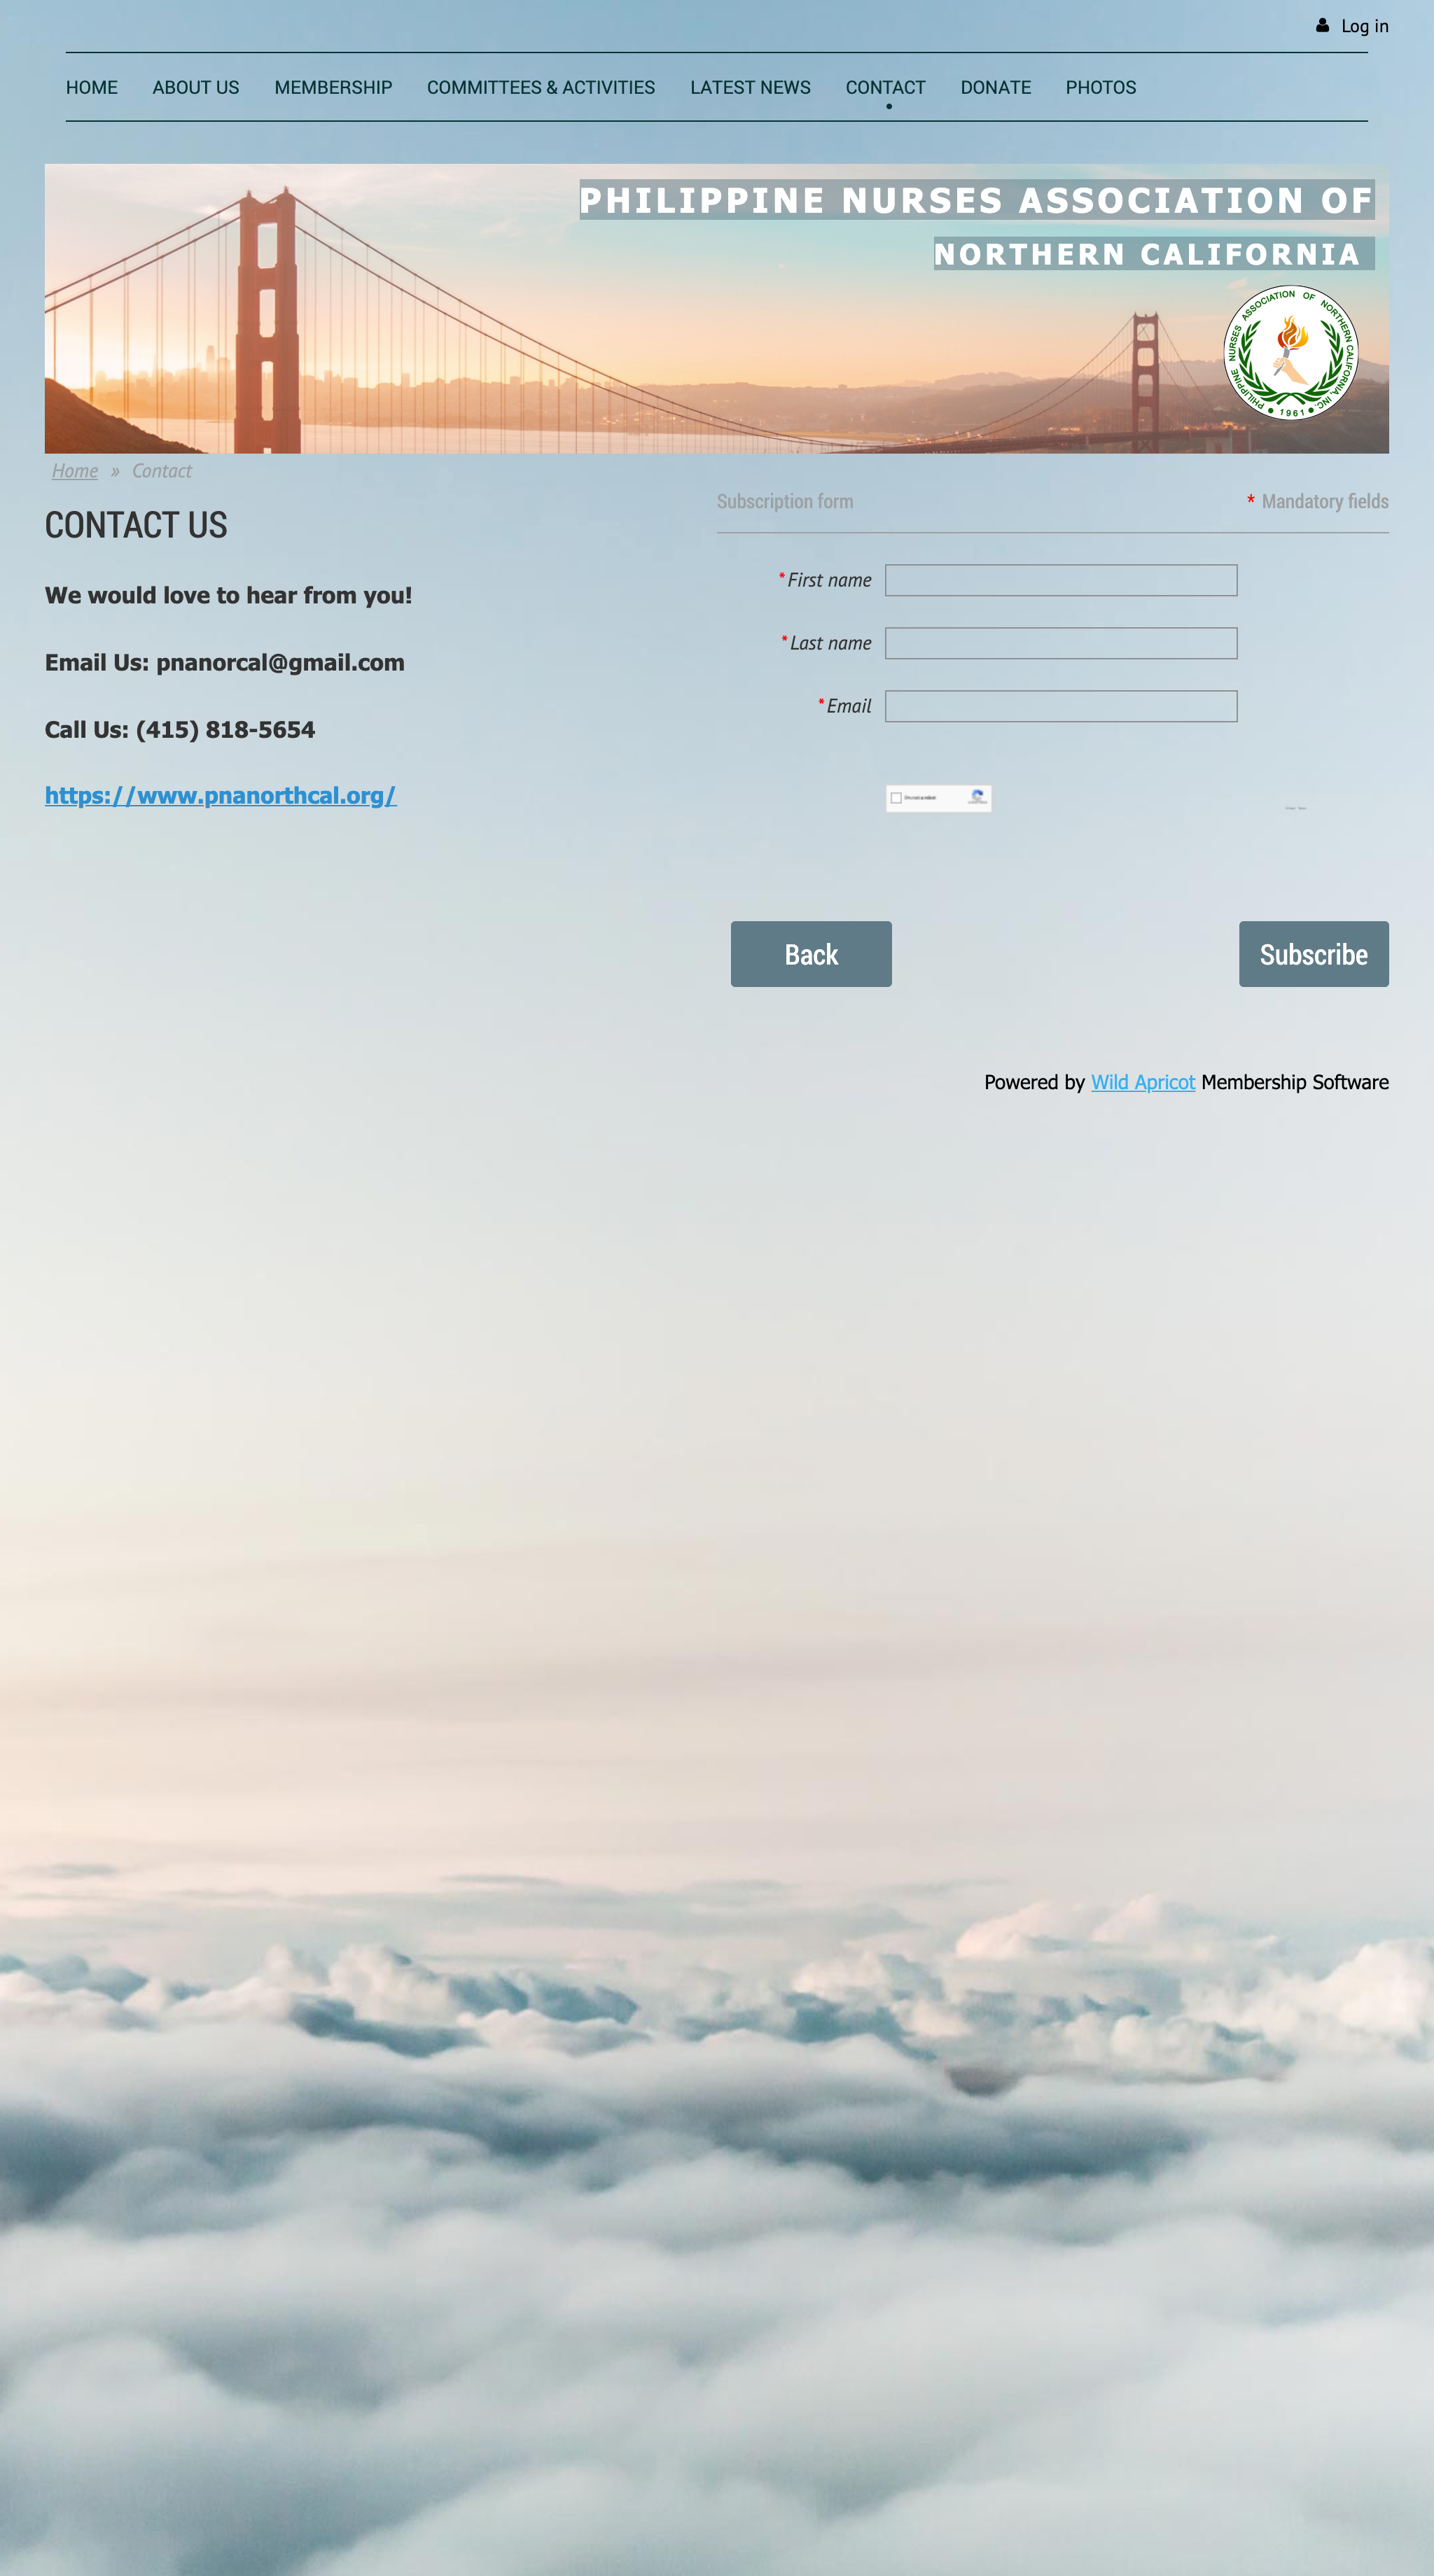 Log in
HOME ABOUT US MEMBERSHIP COMMITTEES & ACTIVITIES LATEST NEWS CONTACT DONATE PHOTOS
PHILIPPINE NURSES ASSOCIATION OF
NORTHERN CALIFORNIA
PHILIPPINE NURSES ASSOCIATION OF NORTHERN CALIFORNIA, INC.
1961
Home » Contact
CONTACT US
We would love to hear from you!
Email Us: pnanorcal@gmail.com
Call Us: (415) 818-5654
https://www.pnanorthcal.org/
Subscription form
* Mandatory fields
*First name
*Last name
*Email
I'm not a robot
Back
Subscribe
Powered by Wild Apricot Membership Software